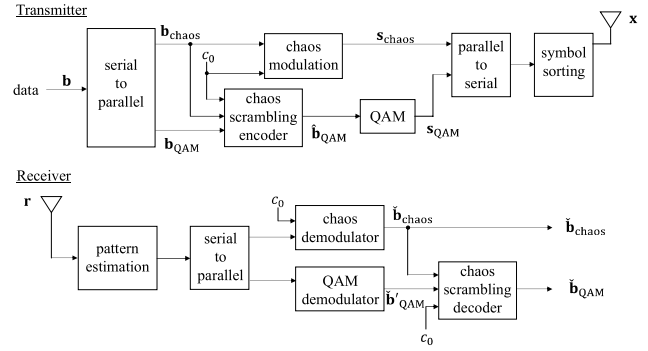 Transmitter
data
b
serial
to
parallel
b_chaos
c_0
b_QAM
chaos
modulation
chaos
scrambling
encoder
b̂_QAM
QAM
s_chaos
s_QAM
parallel
to
serial
symbol
sorting
x
Receiver
r
pattern
estimation
serial
to
parallel
c_0
chaos
demodulator
QAM
demodulator
b̌_chaos
b̌′_QAM
c_0
chaos
scrambling
decoder
b̌_chaos
b̌_QAM